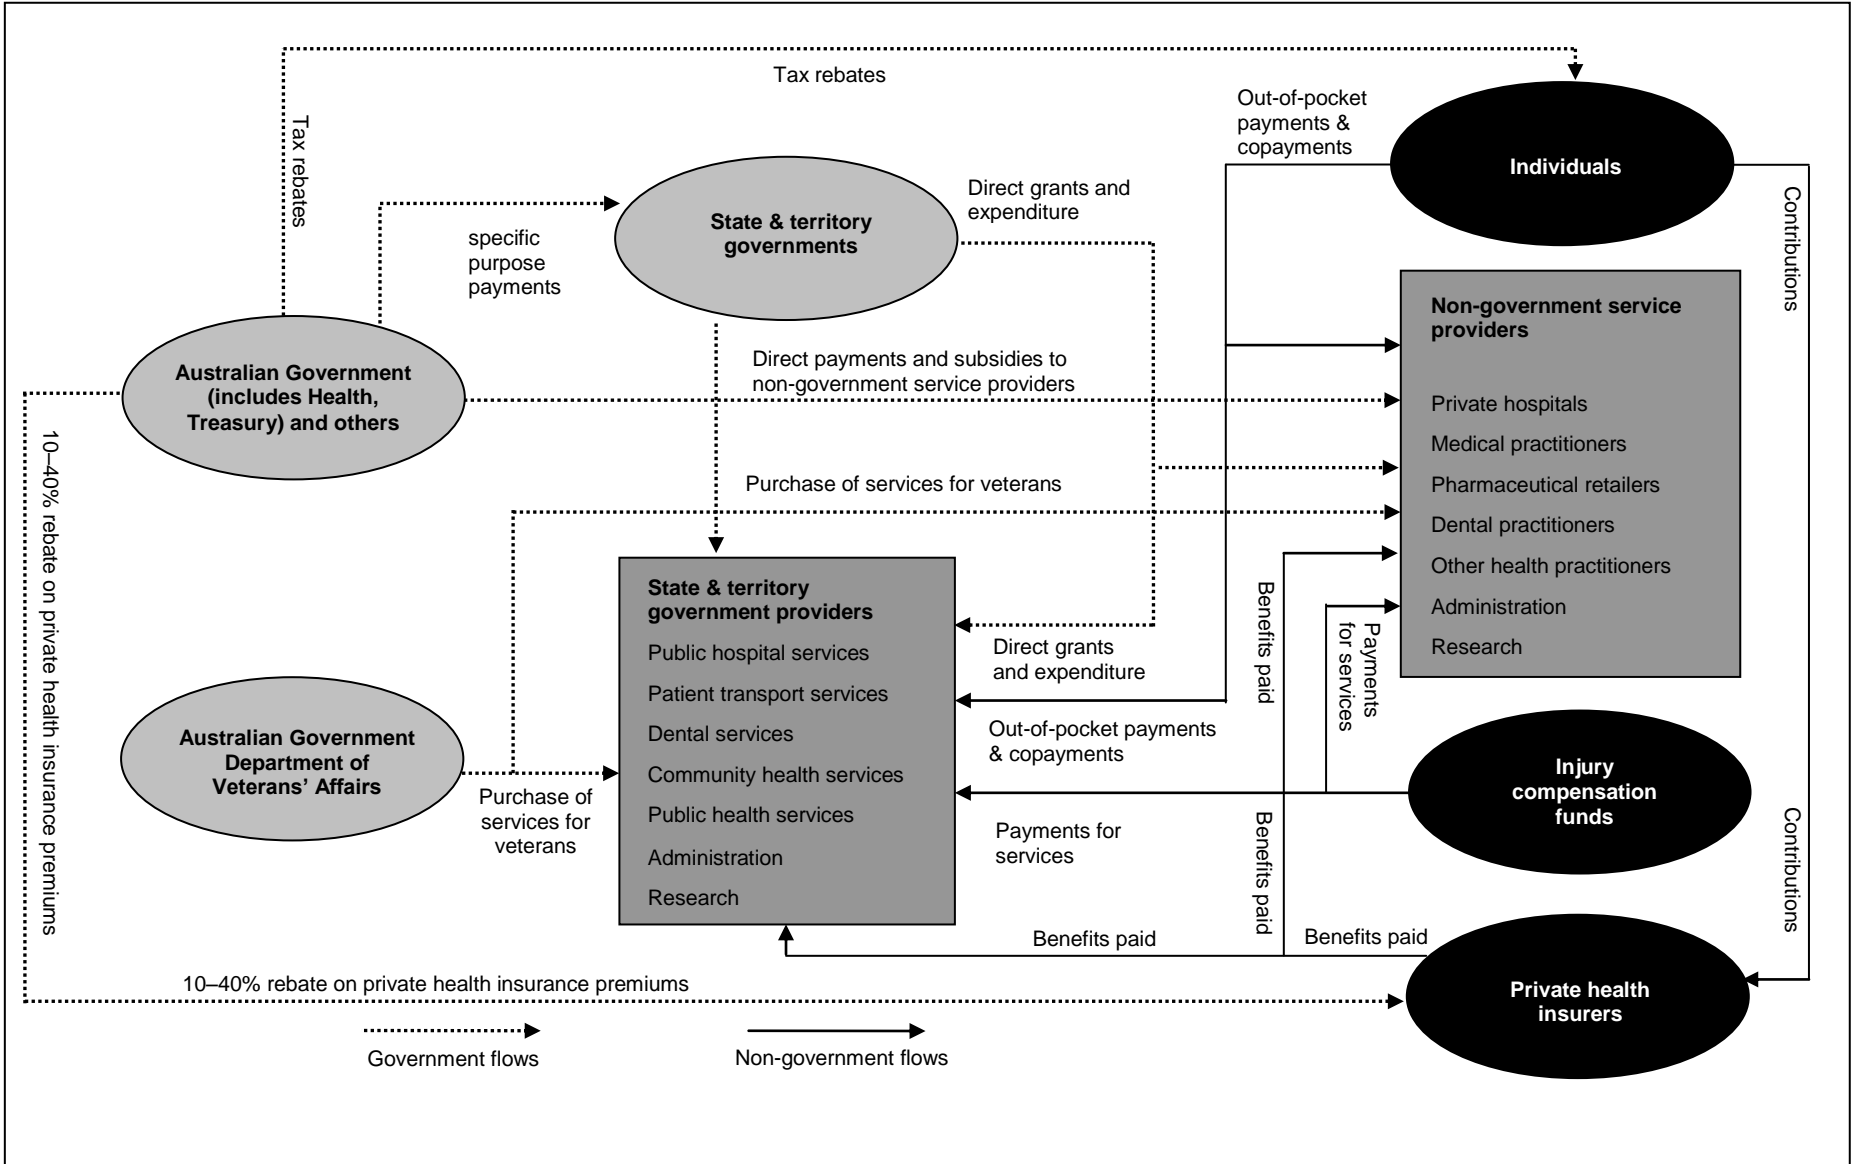 Tax rebates
Tax rebates
Out-of-pocket
payments &
copayments
Individuals
Contributions
specific
purpose
payments
State & territory
governments
Direct grants and
expenditure
Non-government service
providers
Private hospitals
Medical practitioners
Pharmaceutical retailers
Dental practitioners
Other health practitioners
Administration
Research
Australian Government
(includes Health,
Treasury) and others
Direct payments and subsidies to
non-government service providers
Purchase of services for veterans
10–40% rebate on private health insurance premiums
State & territory
government providers
Public hospital services
Patient transport services
Dental services
Community health services
Public health services
Administration
Research
Direct grants
and expenditure
Benefits paid
Payments
for services
Australian Government
Department of
Veterans’ Affairs
Purchase of
services for
veterans
Out-of-pocket payments
& copayments
Payments for
services
Injury
compensation
funds
Benefits paid
Contributions
Benefits paid
Benefits paid
Private health
insurers
10–40% rebate on private health insurance premiums
Government flows
Non-government flows